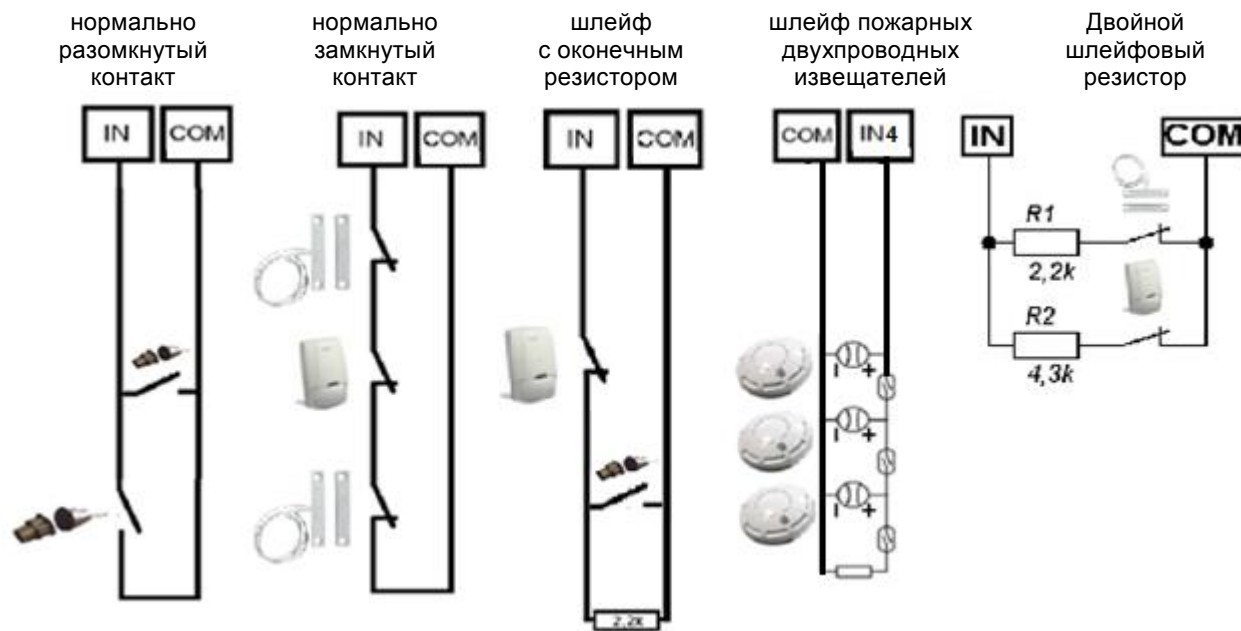 нормально
разомкнутый
контакт
нормально
замкнутый
контакт
шлейф
с оконечным
резистором
шлейф пожарных
двухпроводных
извещателей
Двойной
шлейфовый
резистор
IN COM
IN COM
IN COM
COM IN4
IN COM
R1
2,2k
R2
4,3k
- +
- +
- +
2,2к